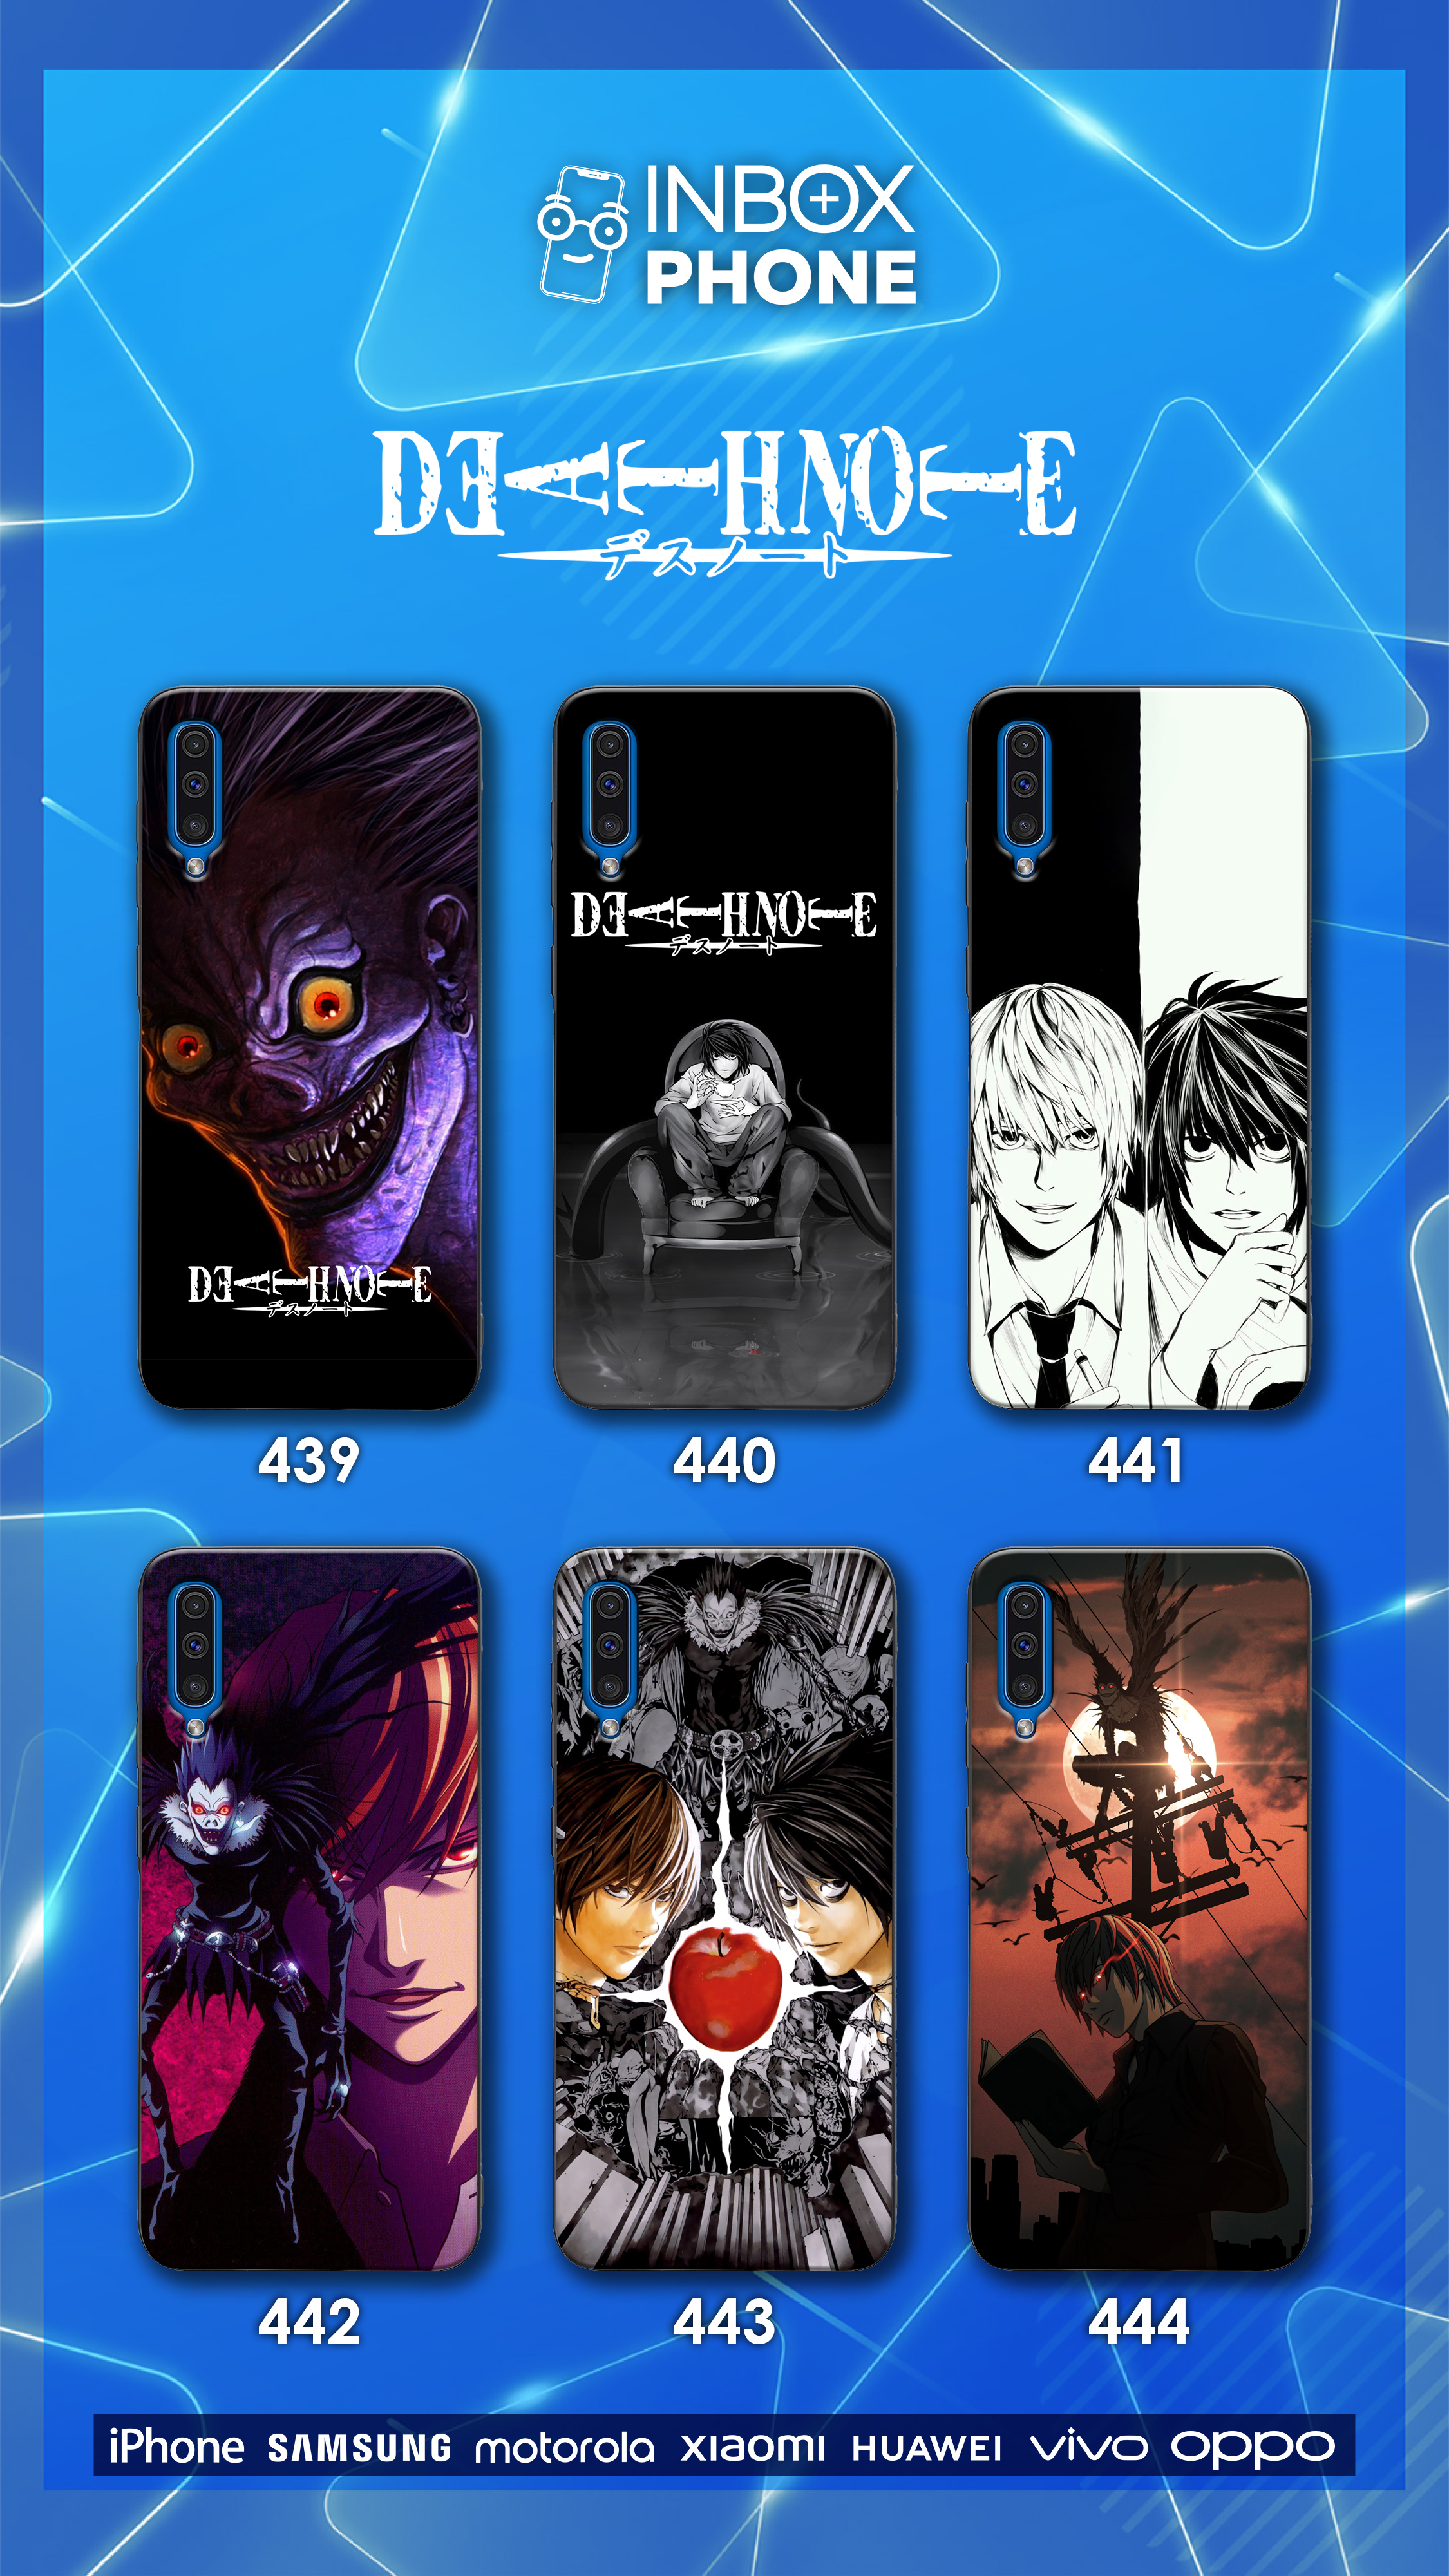 INBOX
PHONE
DEATH NOTE
デスノート
DEATH NOTE
デスノート
DEATH NOTE
デスノート
439
440
441
442
443
444
iPhone SAMSUNG motorola xiaomi HUAWEI vivo oppo